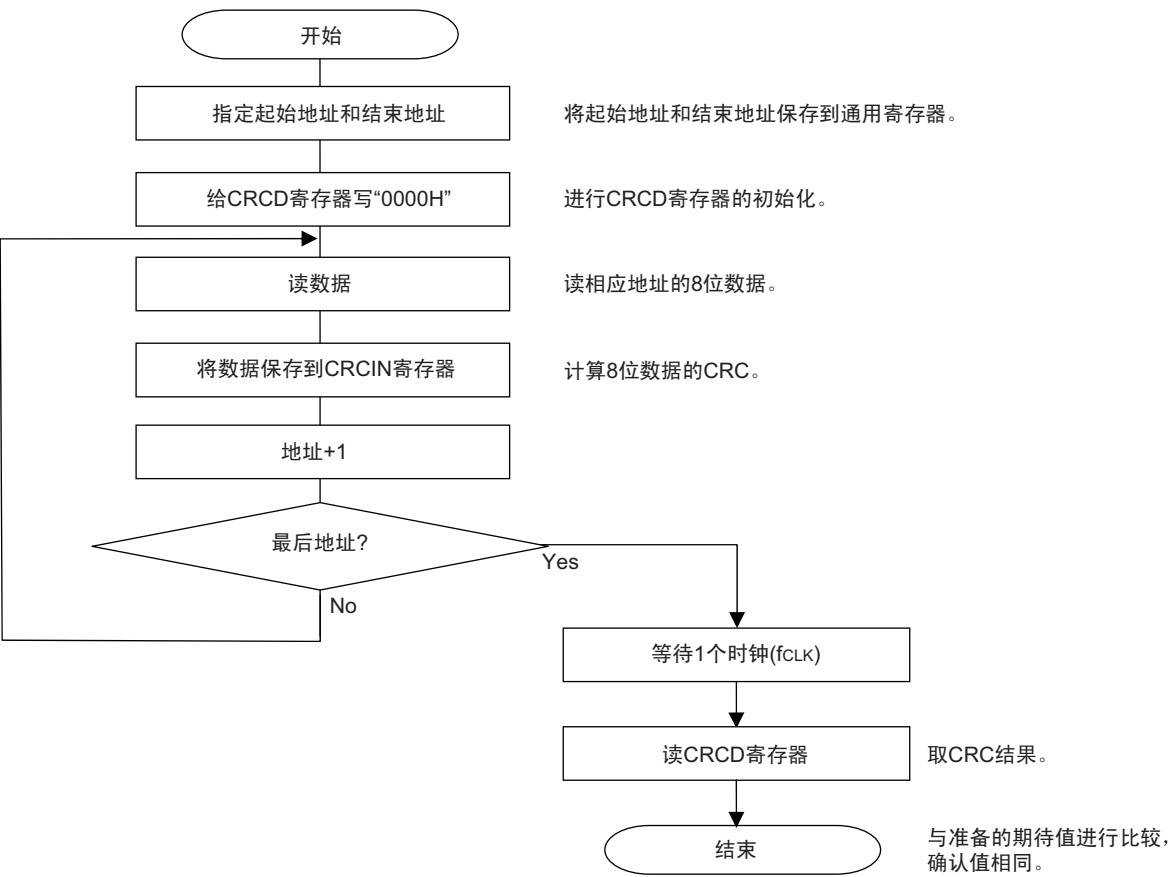 开始
指定起始地址和结束地址
将起始地址和结束地址保存到通用寄存器。
给CRCD寄存器写“0000H”
进行CRCD寄存器的初始化。
读数据
读相应地址的8位数据。
将数据保存到CRCIN寄存器
计算8位数据的CRC。
地址+1
最后地址?
Yes
No
等待1个时钟(fCLK)
读CRCD寄存器
取CRC结果。
结束
与准备的期待值进行比较，
确认值相同。